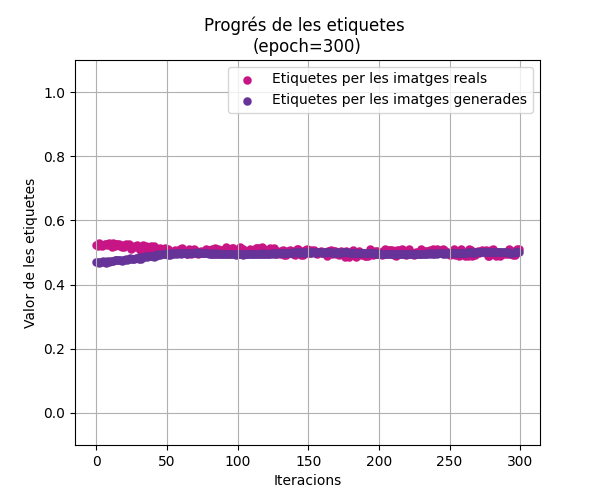 Progrés de les etiquetes
(epoch=300)
Etiquetes per les imatges reals
Etiquetes per les imatges generades
Valor de les etiquetes
1.0
0.8
0.6
0.4
0.2
0.0
0 50 100 150 200 250 300
Iteracions